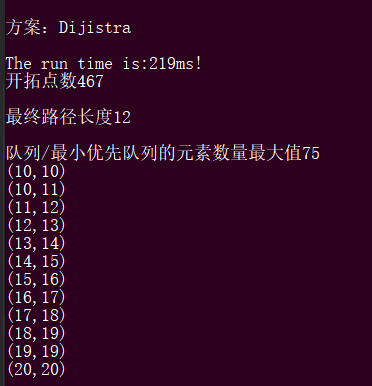 方案：Dijistra
The run time is:219ms!
开拓点数467
最终路径长度12
队列/最小优先队列的元素数量最大值75
(10,10)
(10,11)
(11,12)
(12,13)
(13,14)
(14,15)
(15,16)
(16,17)
(17,18)
(18,19)
(19,19)
(20,20)